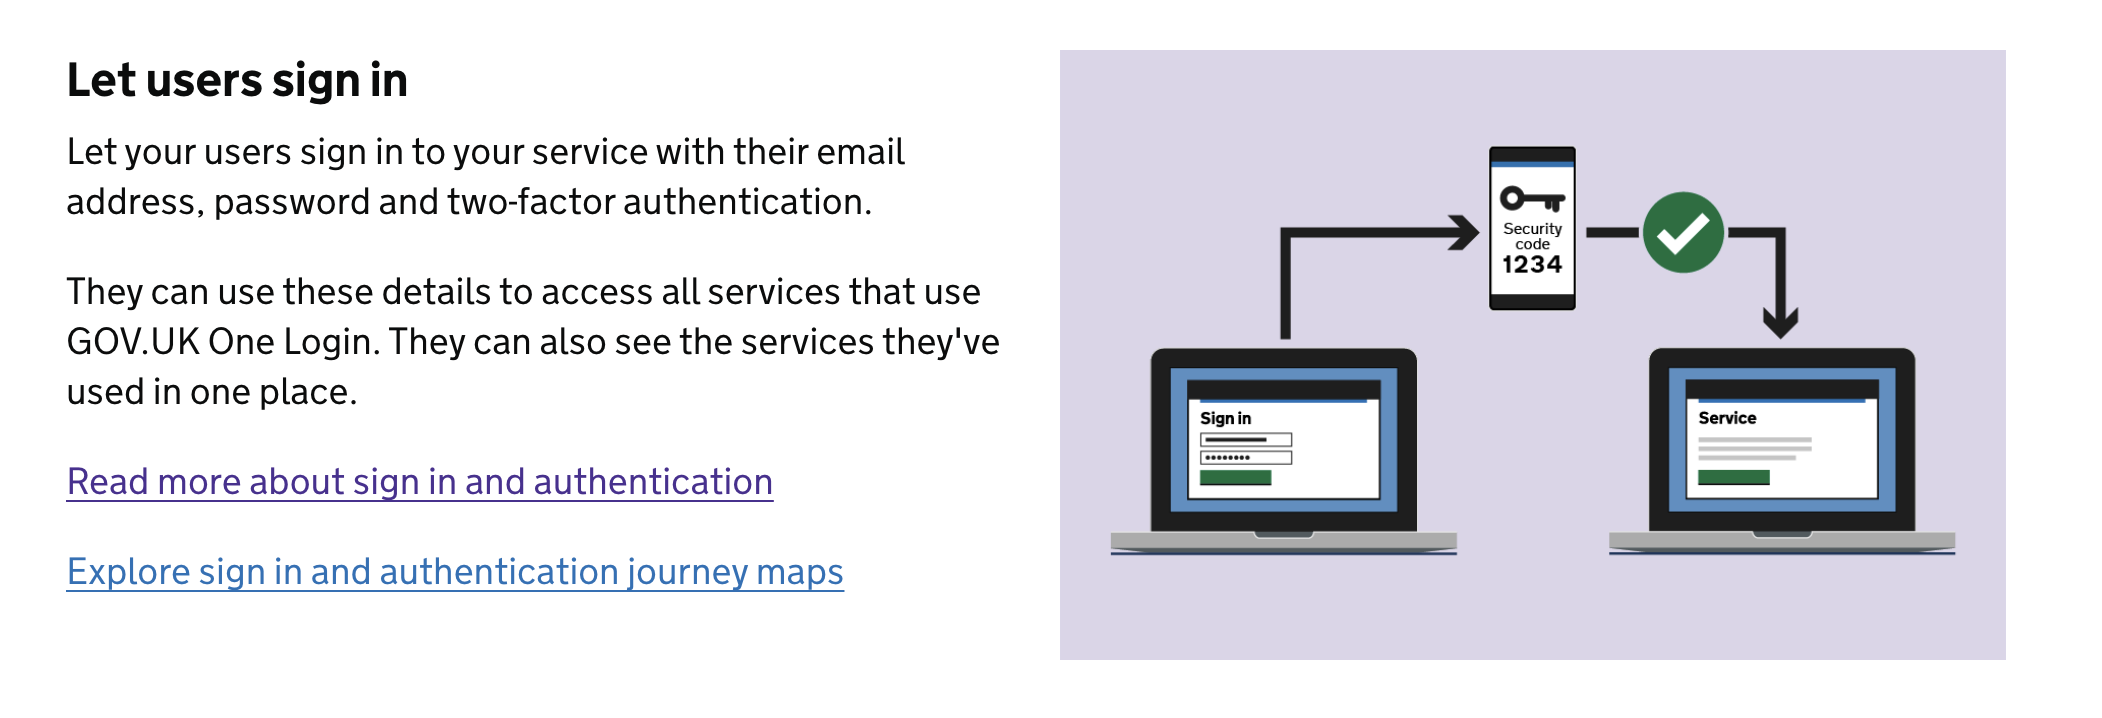 Let users sign in
Let your users sign in to your service with their email
address, password and two-factor authentication.
They can use these details to access all services that use
GOV.UK One Login. They can also see the services they've
used in one place.
Read more about sign in and authentication
Explore sign in and authentication journey maps
Security
code
1234
Sign in
Service